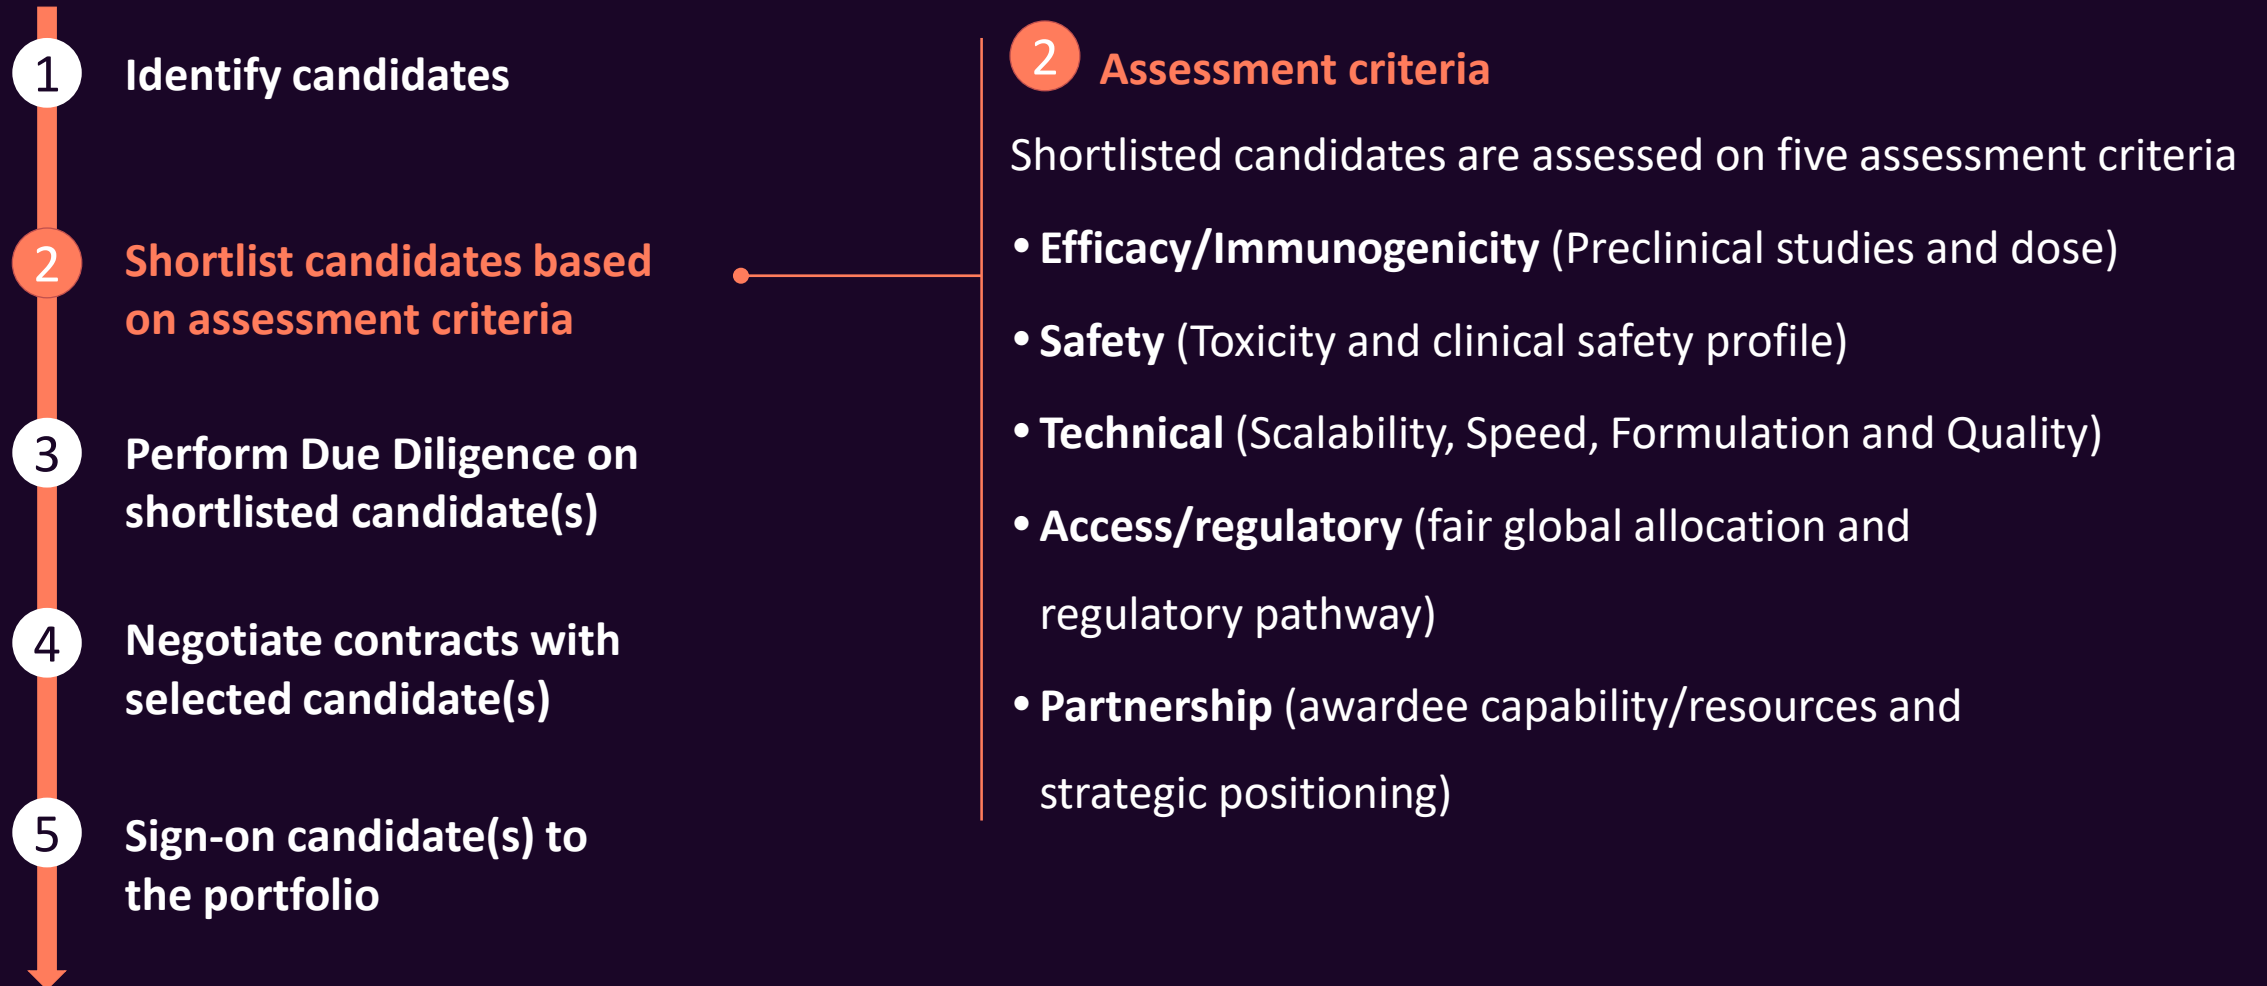 1 Identify candidates
2 Shortlist candidates based
on assessment criteria
3 Perform Due Diligence on
shortlisted candidate(s)
4 Negotiate contracts with
selected candidate(s)
5 Sign-on candidate(s) to
the portfolio
2 Assessment criteria
Shortlisted candidates are assessed on five assessment criteria
• Efficacy/Immunogenicity (Preclinical studies and dose)
• Safety (Toxicity and clinical safety profile)
• Technical (Scalability, Speed, Formulation and Quality)
• Access/regulatory (fair global allocation and
regulatory pathway)
• Partnership (awardee capability/resources and
strategic positioning)